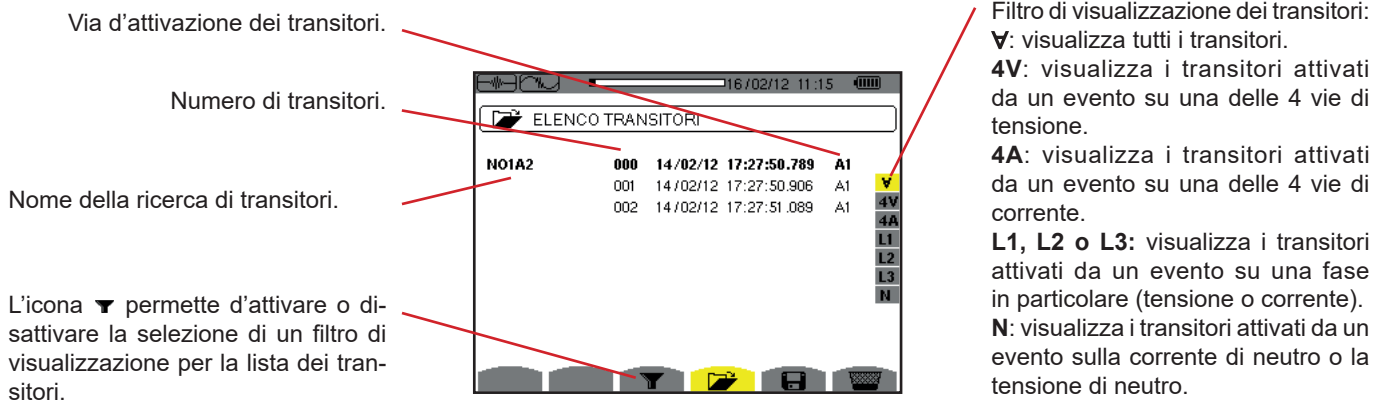 Via d'attivazione dei transitori.
Numero di transitori.
Nome della ricerca di transitori.
L'icona permette d'attivare o di-
sattivare la selezione di un filtro di
visualizzazione per la lista dei tran-
sitori.
16/02/12 11:15
ELENCO TRANSITORI
NO1A2 000 14/02/12 17:27:50.789 A1
001 14/02/12 17:27:50.906 A1
002 14/02/12 17:27:51.089 A1
∀
4V
4A
L1
L2
L3
N
Filtro di visualizzazione dei transitori:
∀: visualizza tutti i transitori.
4V: visualizza i transitori attivati
da un evento su una delle 4 vie di
tensione.
4A: visualizza i transitori attivati
da un evento su una delle 4 vie di
corrente.
L1, L2 o L3: visualizza i transitori
attivati da un evento su una fase
in particolare (tensione o corrente).
N: visualizza i transitori attivati da un
evento sulla corrente di neutro o la
tensione di neutro.